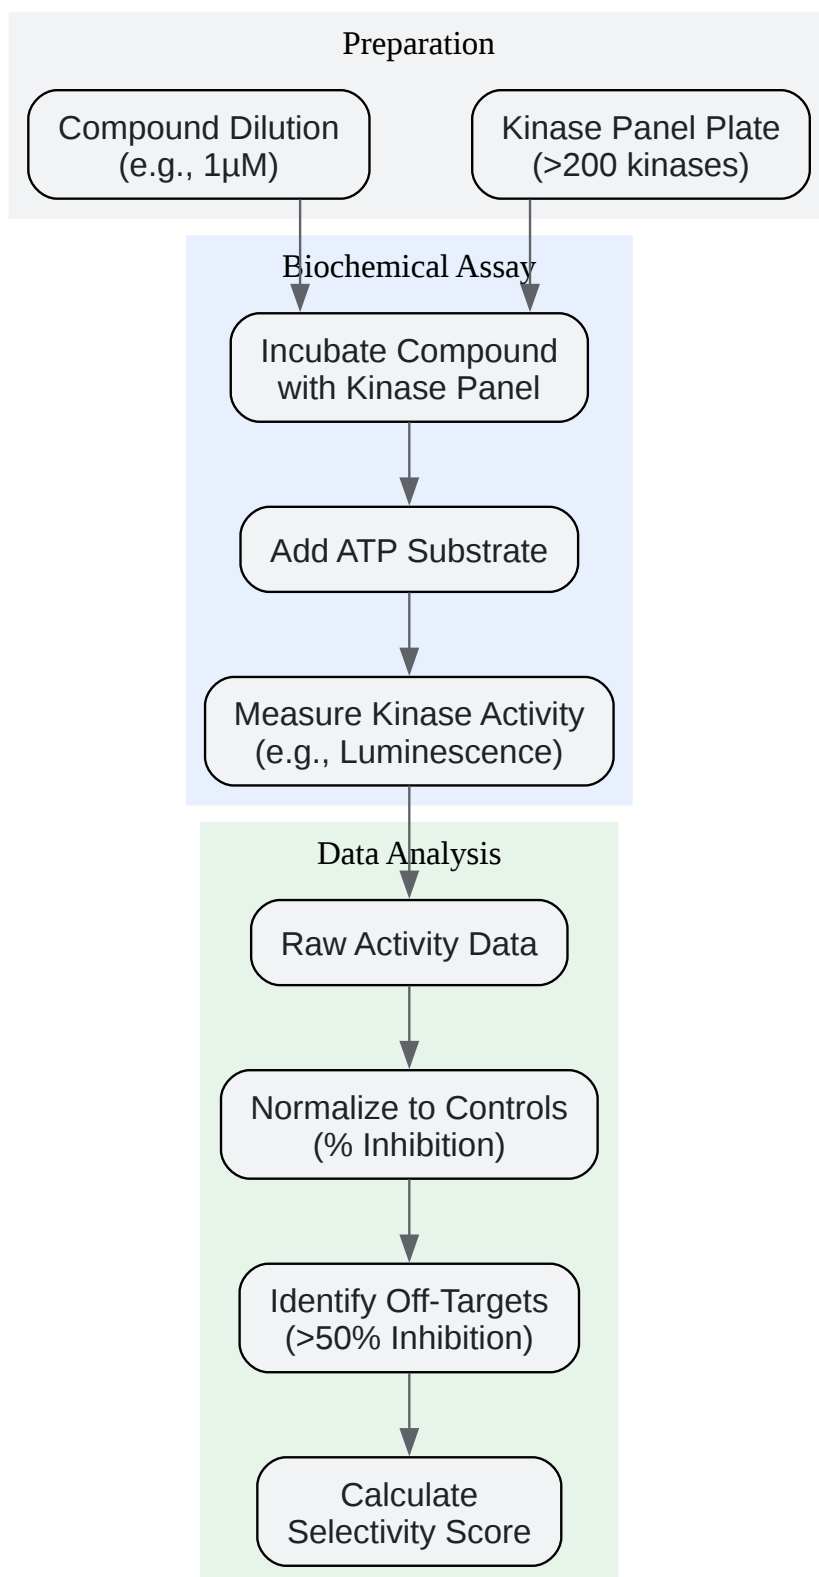 Preparation
Compound Dilution
(e.g., 1µM)
Kinase Panel Plate
(>200 kinases)
Biochemical Assay
Incubate Compound
with Kinase Panel
Add ATP Substrate
Measure Kinase Activity
(e.g., Luminescence)
Data Analysis
Raw Activity Data
Normalize to Controls
(% Inhibition)
Identify Off-Targets
(>50% Inhibition)
Calculate
Selectivity Score